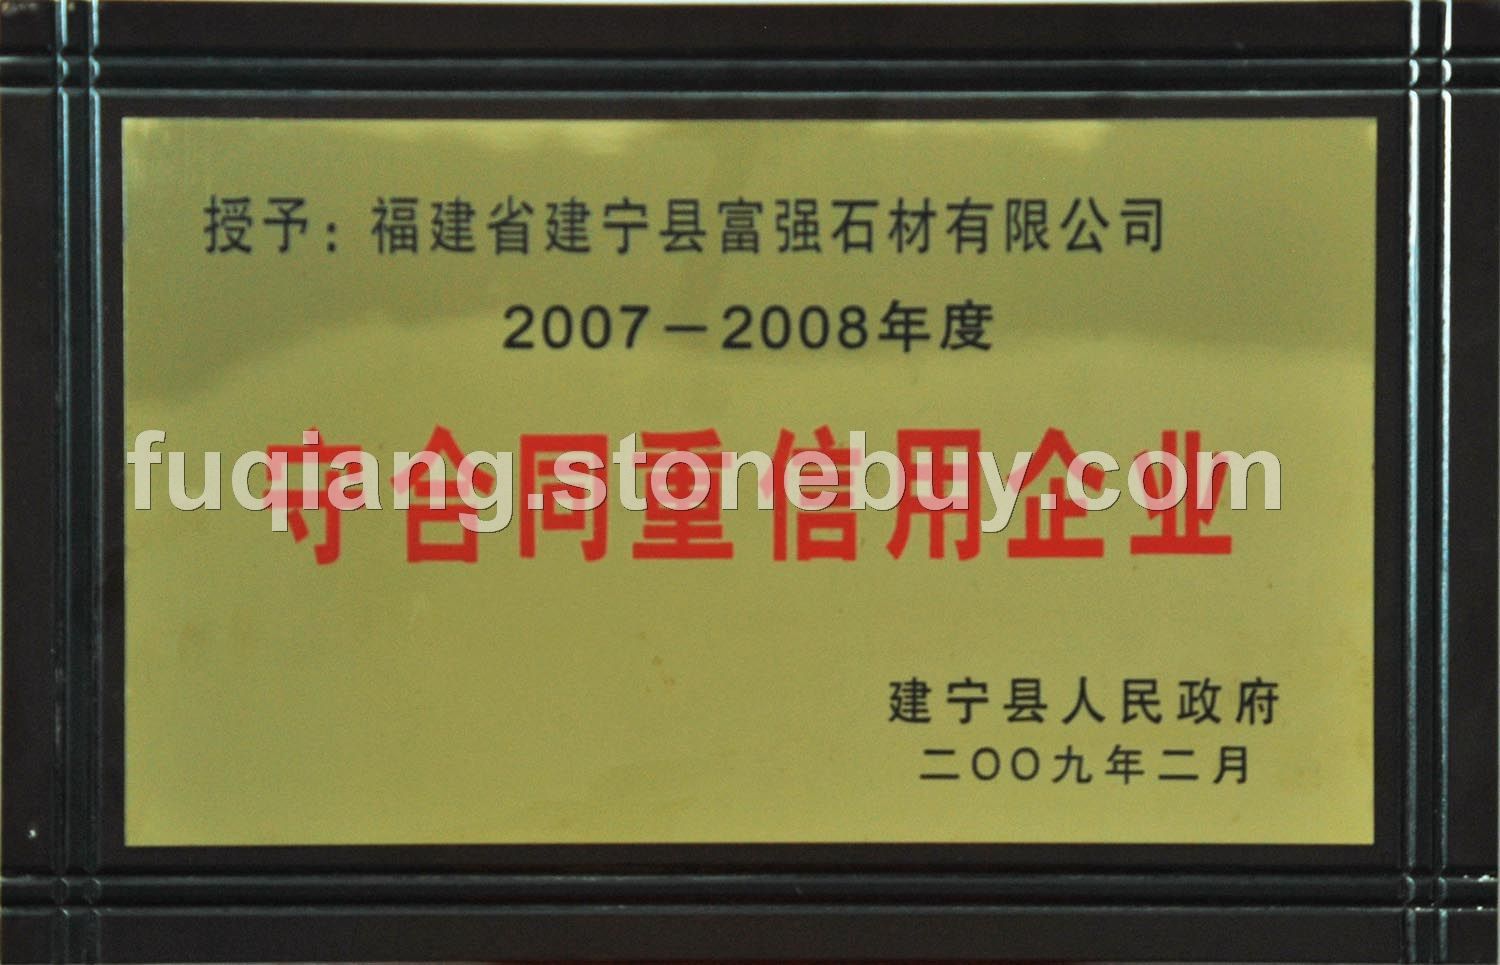 授予：福建省建宁县富强石材有限公司
2007－2008年度
守合同重信用企业
fuqiang.stonebuy.com
建宁县人民政府
二〇〇九年二月